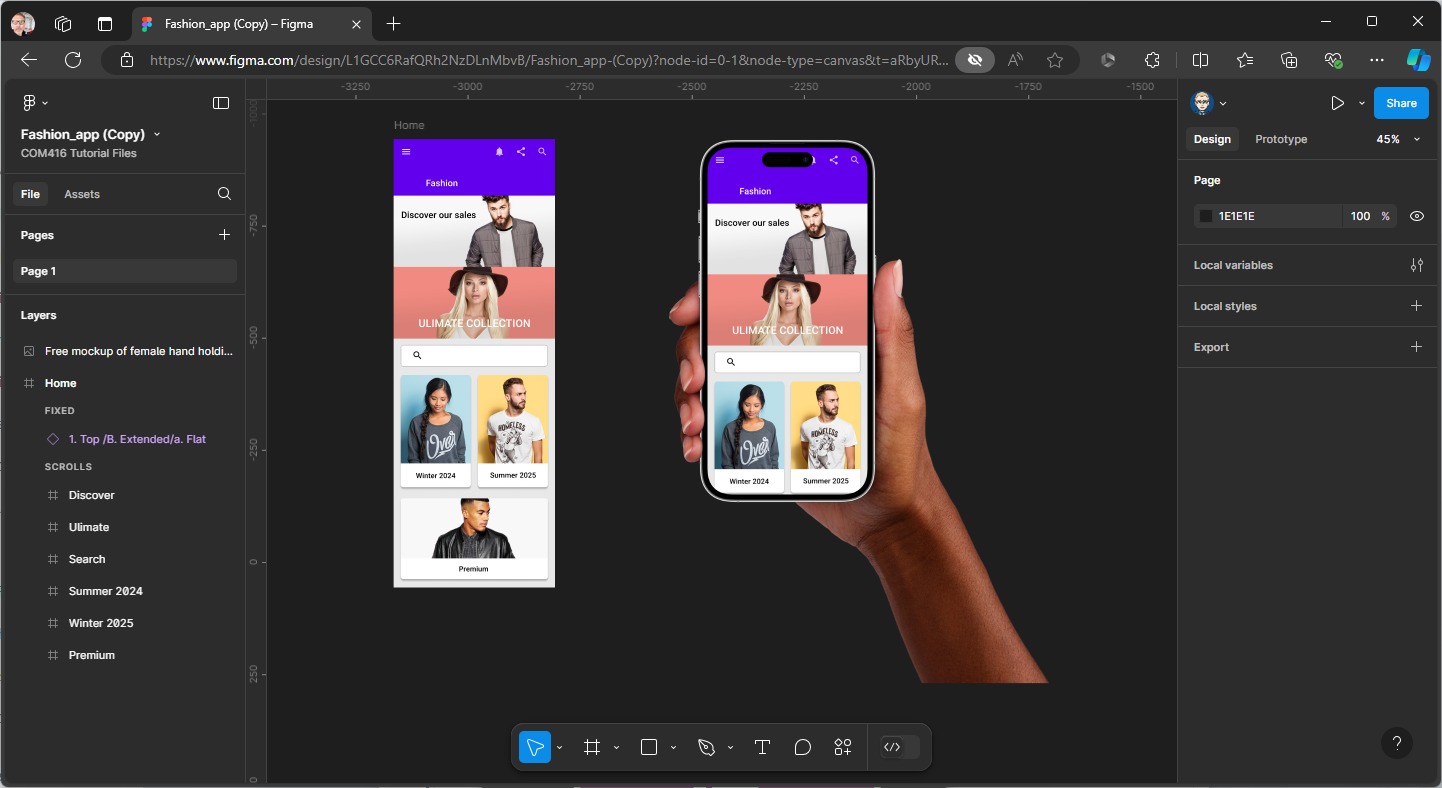 Fashion_app (Copy) – Figma
https://www.figma.com/design/L1GCC6RafQRh2NzDLnMbvB/Fashion_app-(Copy)?node-id=0-1&node-type=canvas&t=aRbyUR...
Fashion_app (Copy)
COM416 Tutorial Files
File
Assets
Pages
Page 1
Layers
Free mockup of female hand holdi...
Home
FIXED
1. Top /B. Extended/a. Flat
SCROLLS
Discover
Ulimate
Search
Summer 2024
Winter 2025
Premium
-3250
-3000
-2750
-2500
-2250
-2000
-1750
-1500
-1000
-750
-500
-250
0
250
0
Home
Fashion
Discover our sales
ULIMATE COLLECTION
Over
HOMELESS
Winter 2024
Summer 2025
Premium
Fashion
Discover our sales
ULIMATE COLLECTION
Over
HOMELESS
Winter 2024
Summer 2025
Share
Design
Prototype
45%
Page
1E1E1E
100
%
Local variables
Local styles
Export
T
</>
?